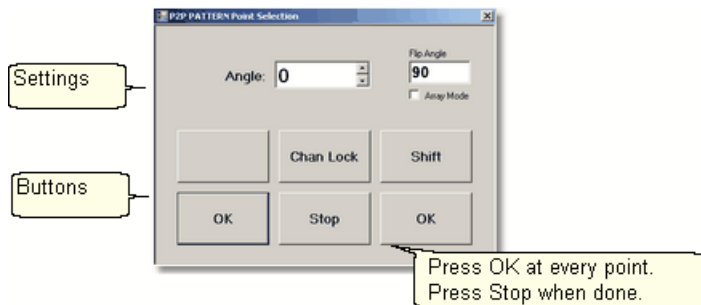 P2P PATTERN Point Selection
Settings
Angle: 0
Flip Angle
90
Array Mode
Chan Lock
Shift
Buttons
OK
Stop
OK
Press OK at every point.
Press Stop when done.